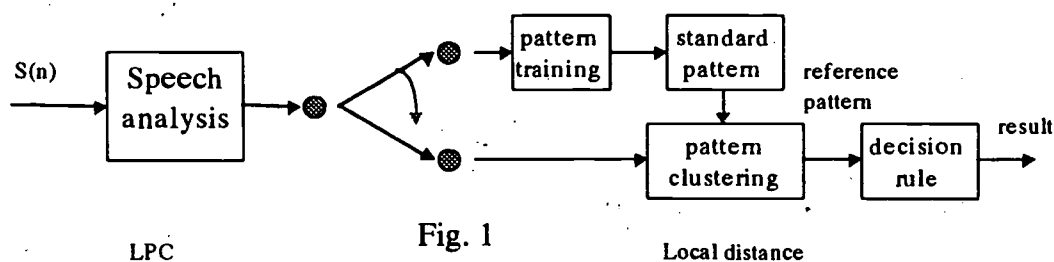 S(n)
Speech
analysis
pattern
training
standard
pattern
reference
pattern
pattern
clustering
decision
rule
result
Fig. 1
LPC
Local distance